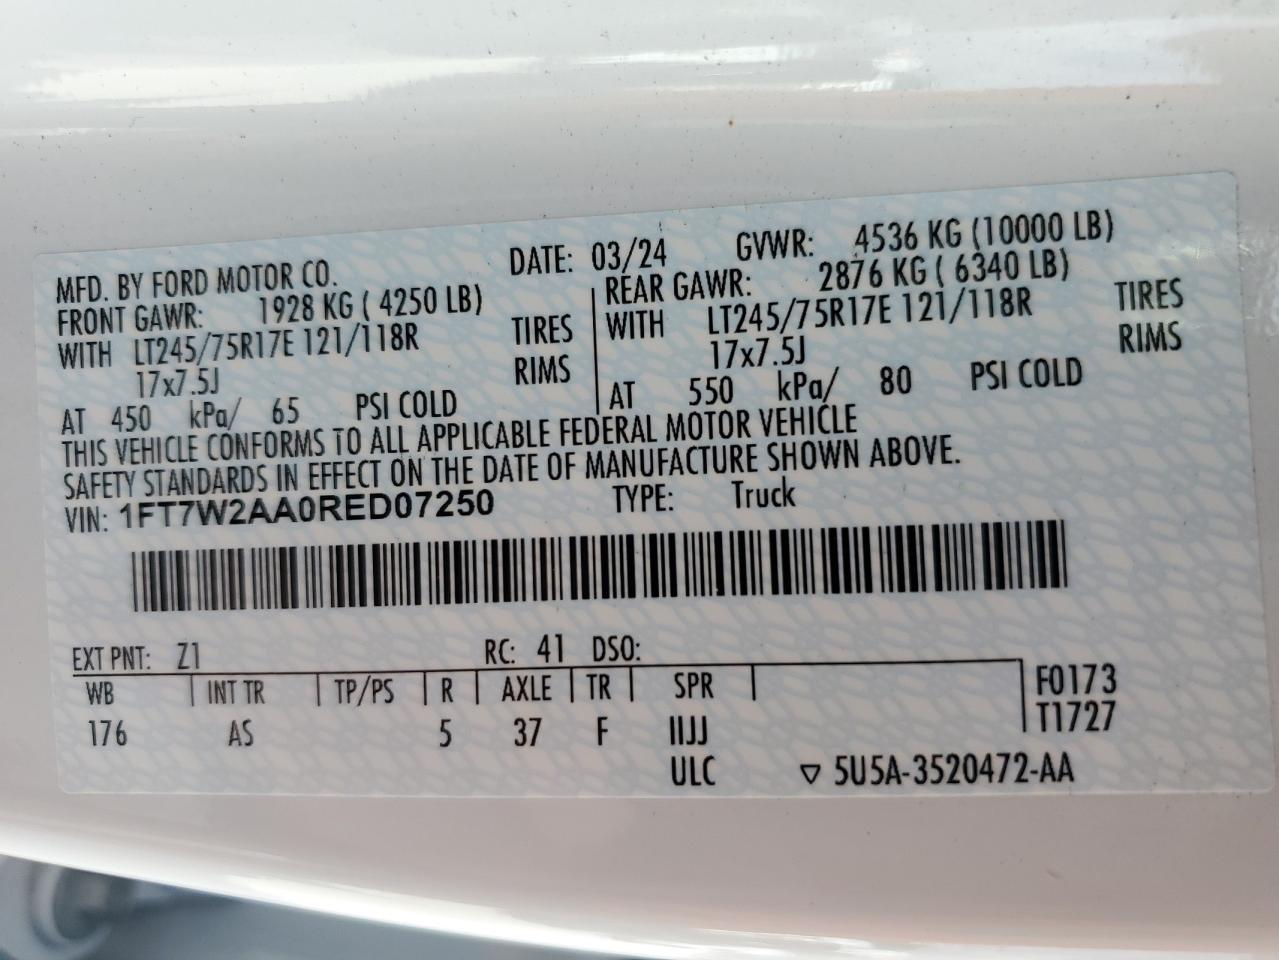 MFD. BY FORD MOTOR CO. DATE: 03/24 GVWR: 4536 KG (10000 LB)
FRONT GAWR: 1928 KG ( 4250 LB) REAR GAWR: 2876 KG ( 6340 LB)
WITH LT245/75R17E 121/118R TIRES WITH LT245/75R17E 121/118R TIRES
17x7.5J RIMS 17x7.5J RIMS
AT 450 kPa/ 65 PSI COLD AT 550 kPa/ 80 PSI COLD
THIS VEHICLE CONFORMS TO ALL APPLICABLE FEDERAL MOTOR VEHICLE
SAFETY STANDARDS IN EFFECT ON THE DATE OF MANUFACTURE SHOWN ABOVE.
VIN: 1FT7W2AA0RED07250 TYPE: Truck
EXT PNT: Z1 RC: 41 DSO:
WB INT TR TP/PS R AXLE TR SPR F0173
176 AS 5 37 F IIJJ T1727
ULC ▽ 5U5A-3520472-AA